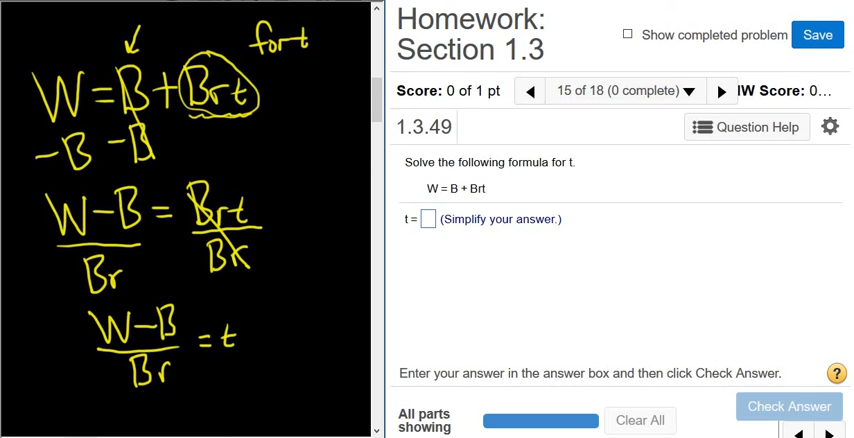 for t
W = B + Brt
-B -B
W-B = Brt
Br Br
W-B = t
Br
Homework:
Section 1.3
Show completed problem
Save
Score: 0 of 1 pt
15 of 18 (0 complete)
HW Score: 0...
1.3.49
Question Help
Solve the following formula for t.
W = B + Brt
t = (Simplify your answer.)
Enter your answer in the answer box and then click Check Answer.
?
All parts
showing
Clear All
Check Answer